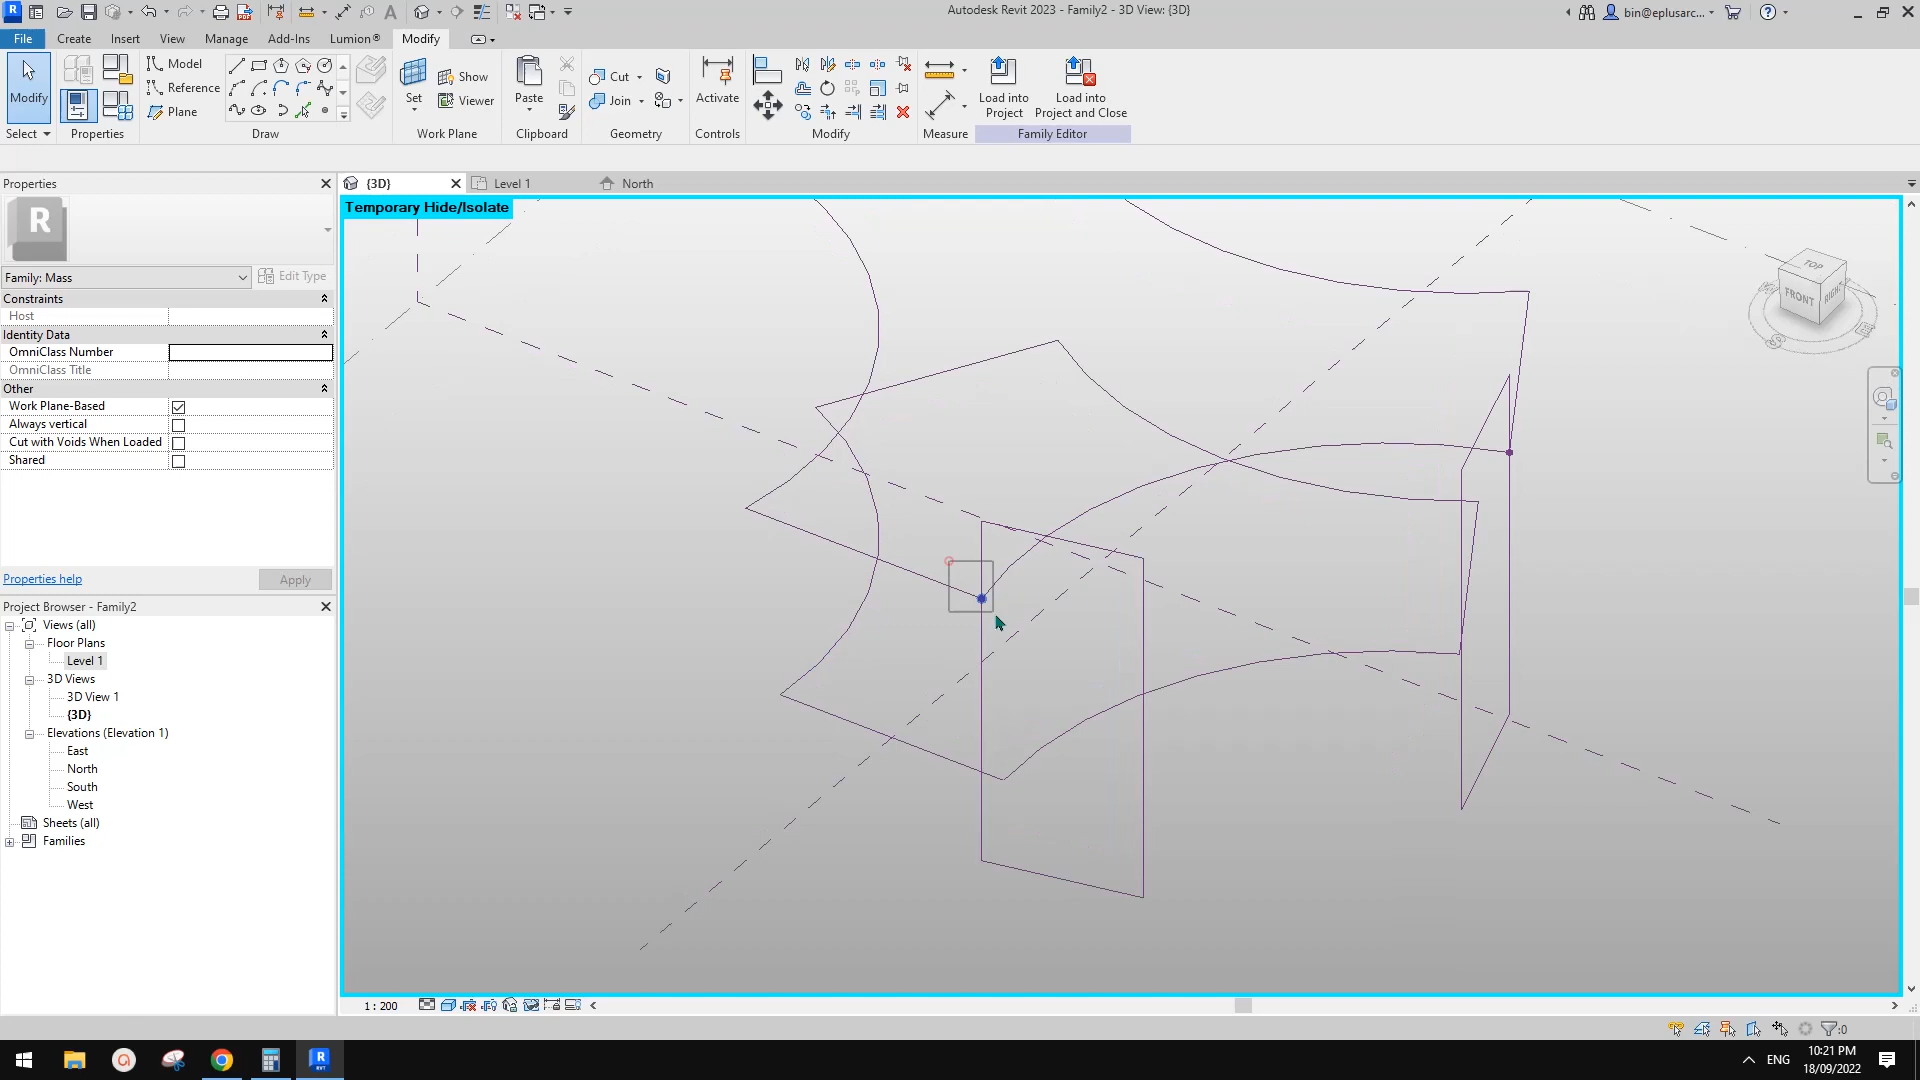 Autodesk Revit 2023 - Family2 - 3D View: {3D}
bin@eplusarc...
File
Create
Insert
View
Manage
Add-Ins
Lumion®
Modify
Modify
Select
Properties
Model
Reference
Plane
Draw
Set
Show
Viewer
Work Plane
Paste
Clipboard
Cut
Join
Geometry
Activate
Controls
Modify
Measure
Load into
Project
Load into
Project and Close
Family Editor
Properties
{3D}
Level 1
North
R
Family: Mass
Edit Type
Constraints
Host
Identity Data
OmniClass Number
OmniClass Title
Other
Work Plane-Based
Always vertical
Cut with Voids When Loaded
Shared
Properties help
Apply
Project Browser - Family2
Views (all)
Floor Plans
Level 1
3D Views
3D View 1
{3D}
Elevations (Elevation 1)
East
North
South
West
Sheets (all)
Families
Temporary Hide/Isolate
TOP
FRONT
RIGHT
S
1 : 200
:0
ENG
10:21 PM
18/09/2022